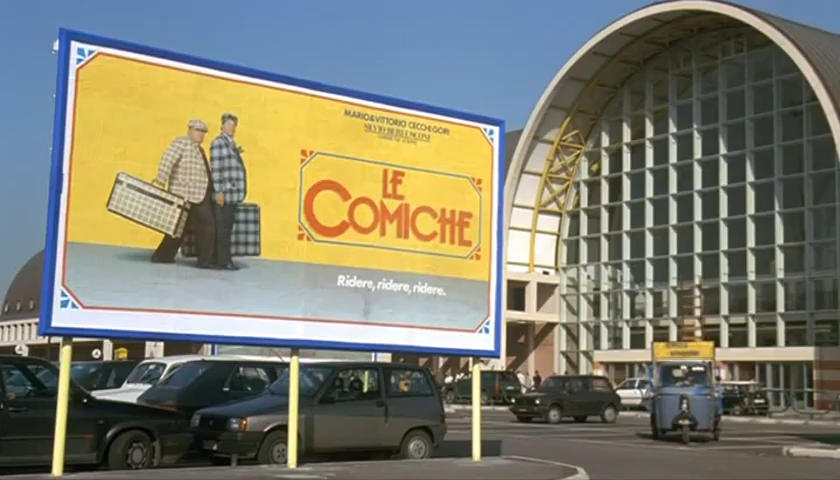 MARIO&VITTORIO CECCHI GORI
SILVIO BERLUSCONI
LE
COMICHE
Ridere, ridere, ridere.